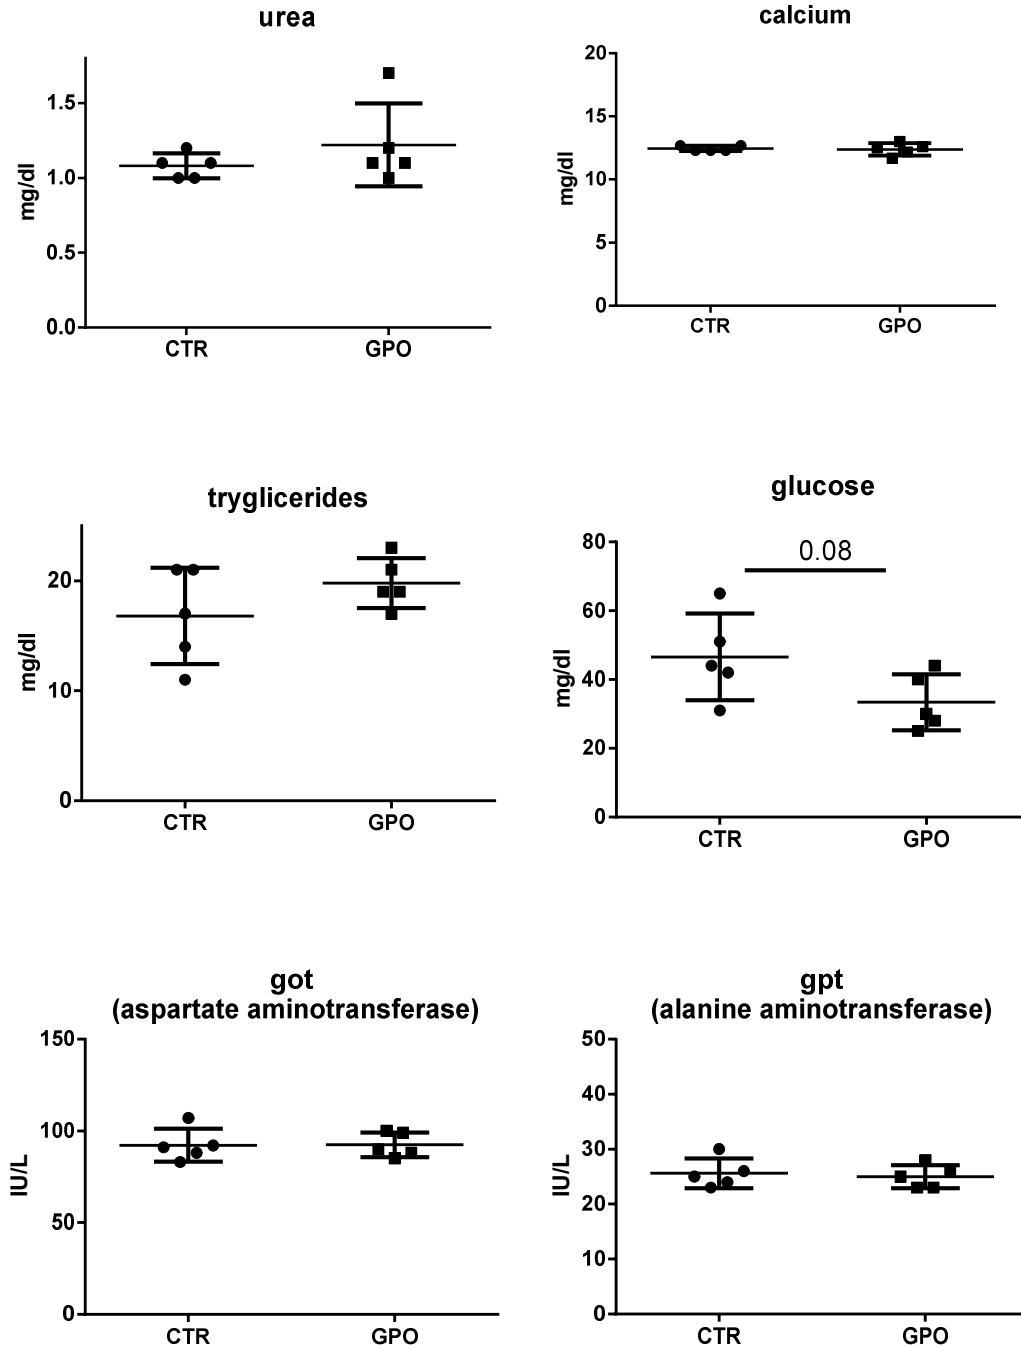 urea
mg/dl
1.5
1.0
0.5
0.0
CTR GPO
calcium
mg/dl
20
15
10
5
0
CTR GPO
tryglicerides
mg/dl
20
10
0
CTR GPO
glucose
mg/dl
80
60
40
20
0
0.08
CTR GPO
got
(aspartate aminotransferase)
IU/L
150
100
50
0
CTR GPO
gpt
(alanine aminotransferase)
IU/L
50
40
30
20
10
0
CTR GPO